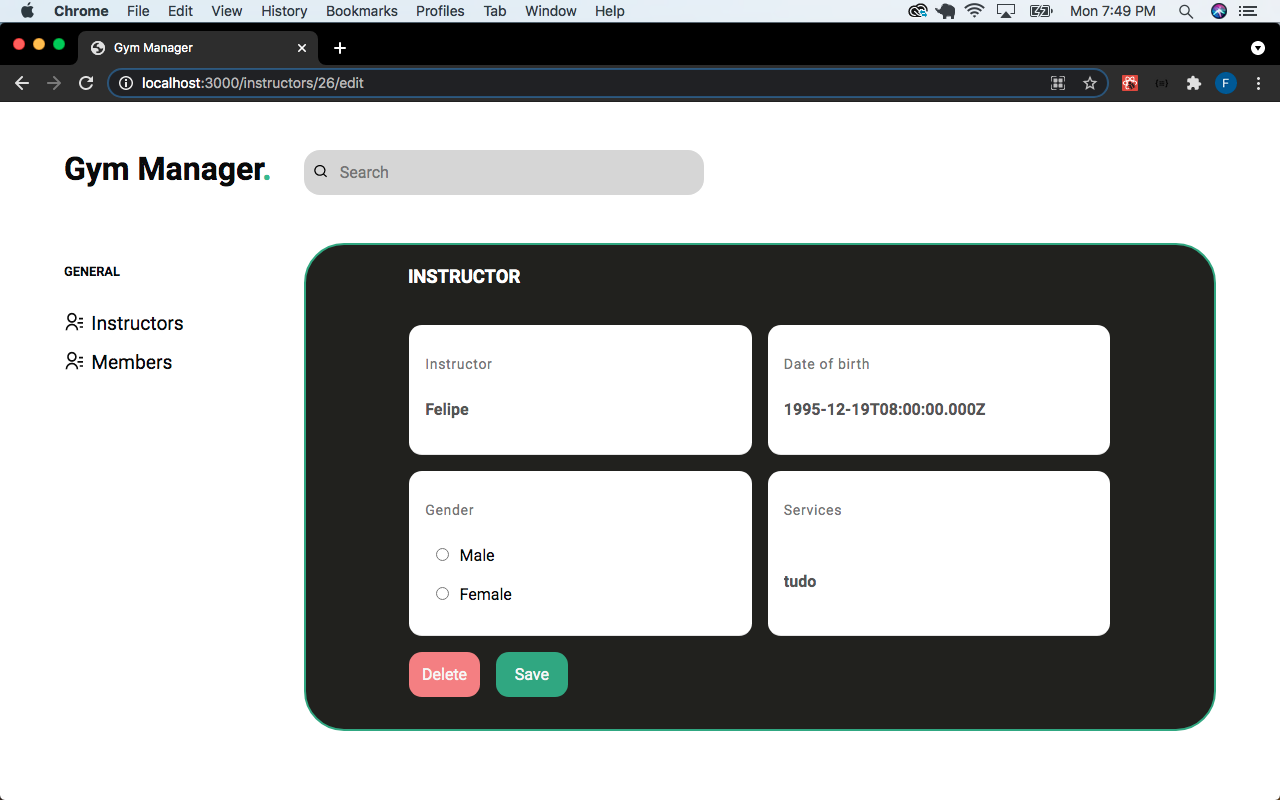 Chrome File Edit View History Bookmarks Profiles Tab Window Help Mon 7:49 PM
Gym Manager
localhost:3000/instructors/26/edit
F
Gym Manager.
Search
GENERAL
Instructors
Members
INSTRUCTOR
Instructor
Felipe
Date of birth
1995-12-19T08:00:00.000Z
Gender
Male
Female
Services
tudo
Delete
Save